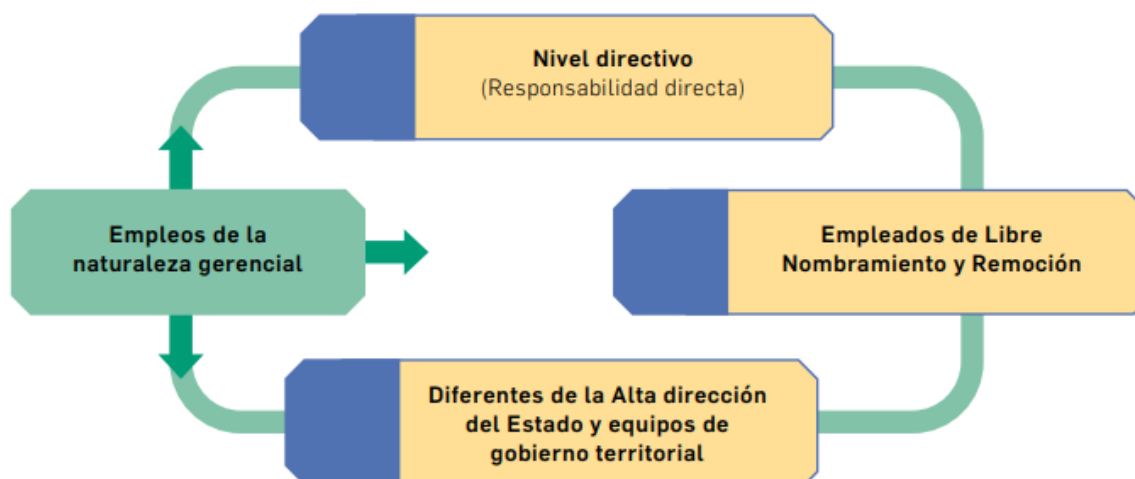 Nivel directivo
(Responsabilidad directa)
Empleos de la
naturaleza gerencial
Empleados de Libre
Nombramiento y Remoción
Diferentes de la Alta dirección
del Estado y equipos de
gobierno territorial